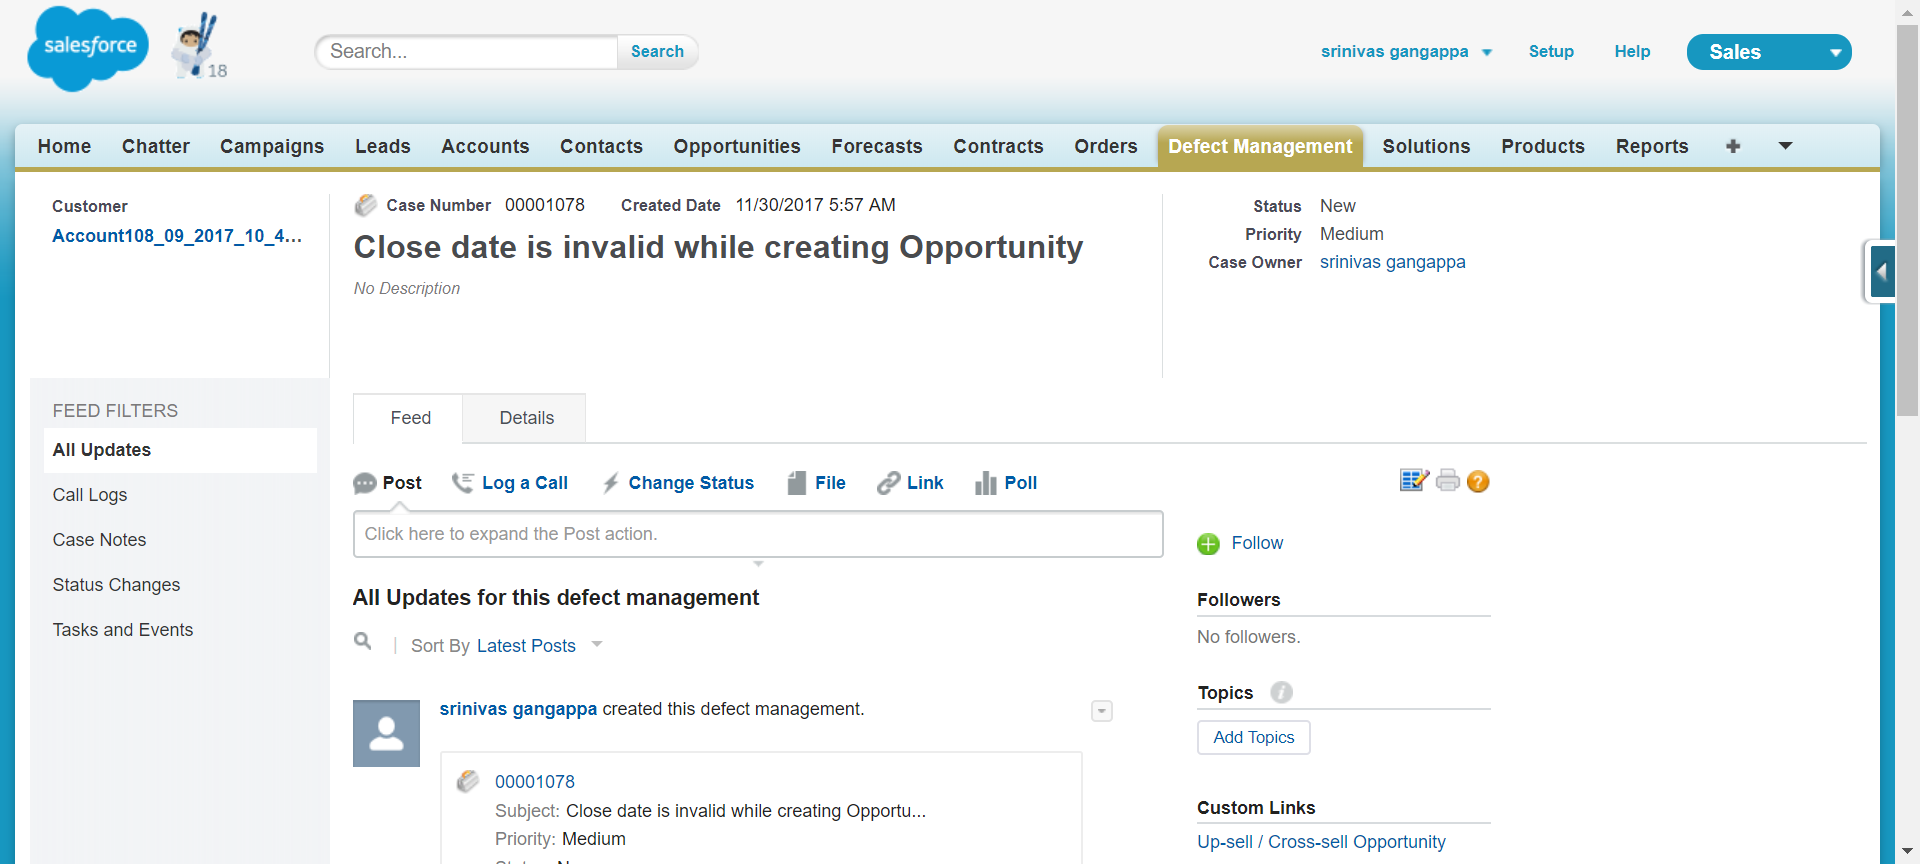 salesforce
18
Search...
Search
srinivas gangappa
Setup
Help
Sales
Home
Chatter
Campaigns
Leads
Accounts
Contacts
Opportunities
Forecasts
Contracts
Orders
Defect Management
Solutions
Products
Reports
Customer
Account108_09_2017_10_4...
Case Number 00001078 Created Date 11/30/2017 5:57 AM
Close date is invalid while creating Opportunity
No Description
Status New
Priority Medium
Case Owner srinivas gangappa
FEED FILTERS
All Updates
Call Logs
Case Notes
Status Changes
Tasks and Events
Feed
Details
Post
Log a Call
Change Status
File
Link
Poll
Click here to expand the Post action.
All Updates for this defect management
Sort By Latest Posts
srinivas gangappa created this defect management.
00001078
Subject: Close date is invalid while creating Opportu...
Priority: Medium
Follow
Followers
No followers.
Topics
Add Topics
Custom Links
Up-sell / Cross-sell Opportunity